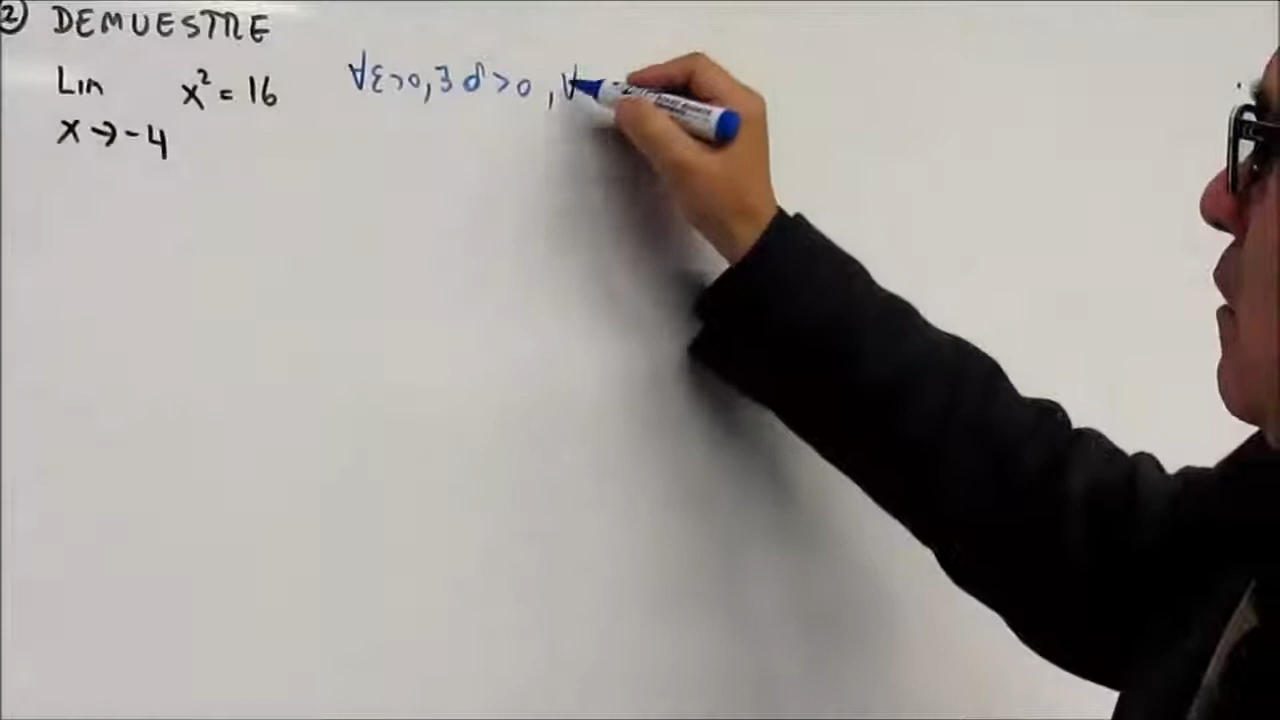 ② DEMUESTRE
Lim x² = 16 ∀ε>0, ∃ δ>0, ∀
x → -4